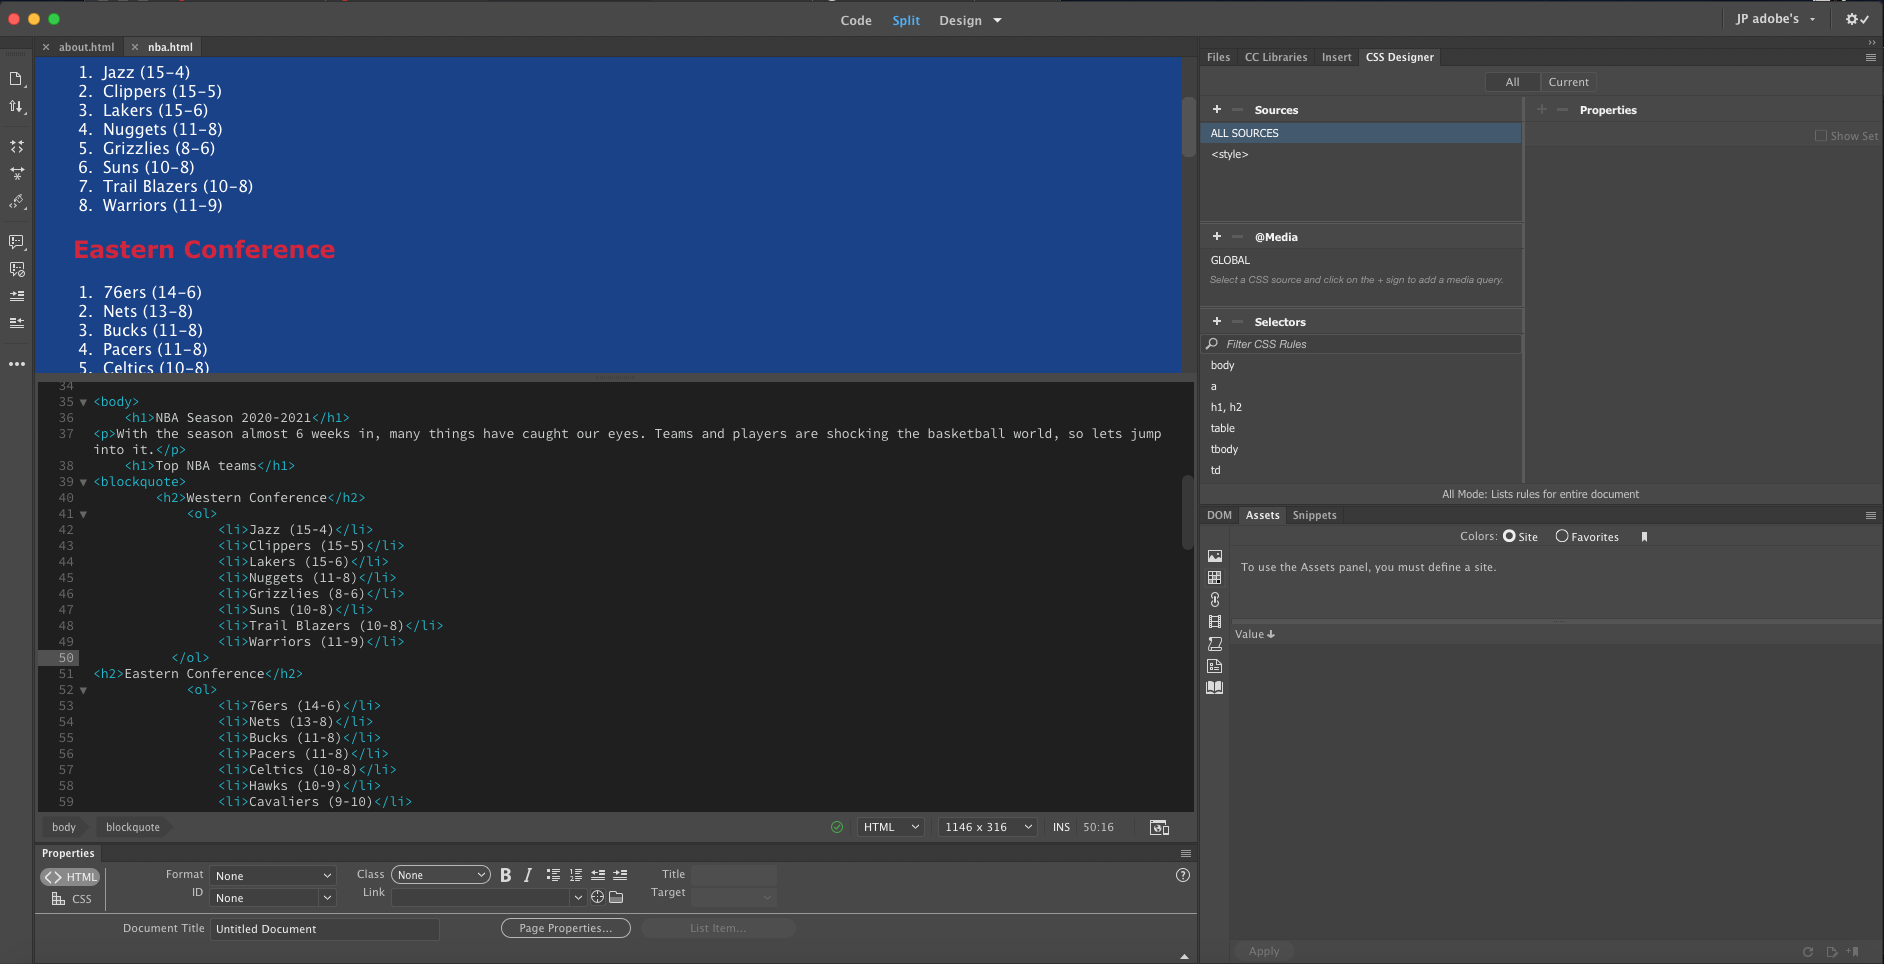 Code Split Design
JP adobe's
about.html nba.html
1. Jazz (15-4)
2. Clippers (15-5)
3. Lakers (15-6)
4. Nuggets (11-8)
5. Grizzlies (8-6)
6. Suns (10-8)
7. Trail Blazers (10-8)
8. Warriors (11-9)
Eastern Conference
1. 76ers (14-6)
2. Nets (13-8)
3. Bucks (11-8)
4. Pacers (11-8)
5. Celtics (10-8)
34
35 <body>
36 <h1>NBA Season 2020-2021</h1>
37 <p>With the season almost 6 weeks in, many things have caught our eyes. Teams and players are shocking the basketball world, so lets jump
into it.</p>
38 <h1>Top NBA teams</h1>
39 <blockquote>
40 <h2>Western Conference</h2>
41 <ol>
42 <li>Jazz (15-4)</li>
43 <li>Clippers (15-5)</li>
44 <li>Lakers (15-6)</li>
45 <li>Nuggets (11-8)</li>
46 <li>Grizzlies (8-6)</li>
47 <li>Suns (10-8)</li>
48 <li>Trail Blazers (10-8)</li>
49 <li>Warriors (11-9)</li>
50 </ol>
51 <h2>Eastern Conference</h2>
52 <ol>
53 <li>76ers (14-6)</li>
54 <li>Nets (13-8)</li>
55 <li>Bucks (11-8)</li>
56 <li>Pacers (11-8)</li>
57 <li>Celtics (10-8)</li>
58 <li>Hawks (10-9)</li>
59 <li>Cavaliers (9-10)</li>
body blockquote HTML 1146 x 316 INS 50:16
Properties
HTML Format None Class None B I Title
CSS ID None Link Target
Document Title Untitled Document Page Properties... List Item...
Files CC Libraries Insert CSS Designer
All Current
+ Sources
ALL SOURCES
<style>
+ Properties
Show Set
+ @Media
GLOBAL
Select a CSS source and click on the + sign to add a media query.
+ Selectors
Filter CSS Rules
body
a
h1, h2
table
tbody
td
All Mode: Lists rules for entire document
DOM Assets Snippets
Colors: Site Favorites
To use the Assets panel, you must define a site.
Value
Apply